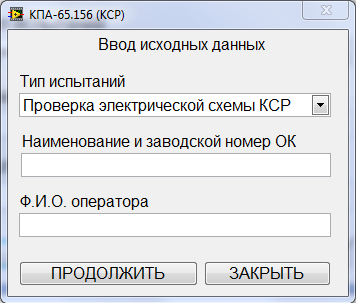 КПА-65.156 (КСР)
Ввод исходных данных
Тип испытаний
Проверка электрической схемы КСР
Наименование и заводской номер ОК
Ф.И.О. оператора
ПРОДОЛЖИТЬ ЗАКРЫТЬ